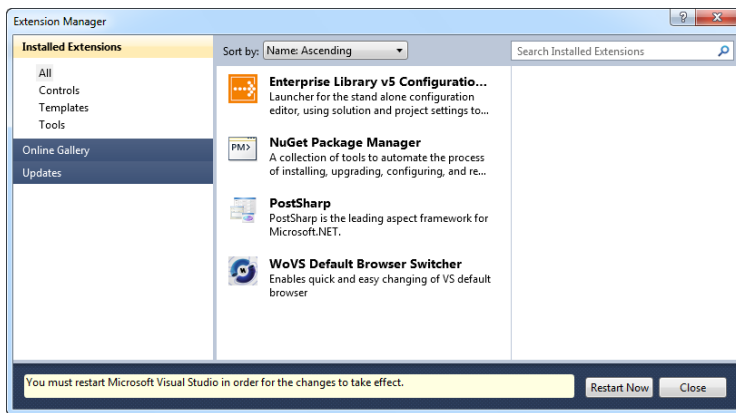 Extension Manager
Installed Extensions
All
Controls
Templates
Tools
Online Gallery
Updates
Sort by: Name: Ascending
Search Installed Extensions
Enterprise Library v5 Configuratio...
Launcher for the stand alone configuration
editor, using solution and project settings to...
PM>
NuGet Package Manager
A collection of tools to automate the process
of installing, upgrading, configuring, and re...
PostSharp
PostSharp is the leading aspect framework for
Microsoft.NET.
WoVS Default Browser Switcher
Enables quick and easy changing of VS default
browser
You must restart Microsoft Visual Studio in order for the changes to take effect.
Restart Now
Close